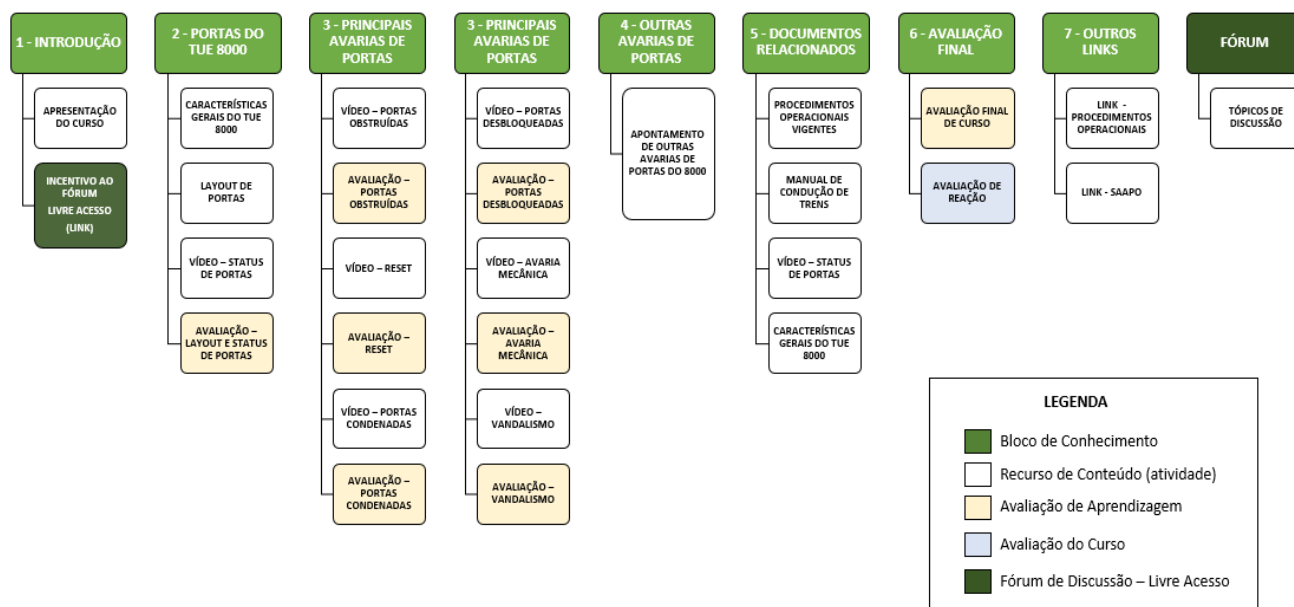 1 - INTRODUÇÃO
APRESENTAÇÃO
DO CURSO
INCENTIVO AO
FÓRUM
LIVRE ACESSO
(LINK)
2 - PORTAS DO
TUE 8000
CARACTERÍSTICAS
GERAIS DO TUE
8000
LAYOUT DE
PORTAS
VÍDEO – STATUS
DE PORTAS
AVALIAÇÃO –
LAYOUT E STATUS
DE PORTAS
3 - PRINCIPAIS
AVARIAS DE
PORTAS
VÍDEO – PORTAS
OBSTRUÍDAS
AVALIAÇÃO –
PORTAS
OBSTRUÍDAS
VÍDEO – RESET
AVALIAÇÃO –
RESET
VÍDEO – PORTAS
CONDENADAS
AVALIAÇÃO –
PORTAS
CONDENADAS
3 - PRINCIPAIS
AVARIAS DE
PORTAS
VÍDEO – PORTAS
DESBLOQUEADAS
AVALIAÇÃO –
PORTAS
DESBLOQUEADAS
VÍDEO – AVARIA
MECÂNICA
AVALIAÇÃO –
AVARIA
MECÂNICA
VÍDEO –
VANDALISMO
AVALIAÇÃO –
VANDALISMO
4 - OUTRAS
AVARIAS DE
PORTAS
APONTAMENTO
DE OUTRAS
AVARIAS DE
PORTAS DO 8000
5 - DOCUMENTOS
RELACIONADOS
PROCEDIMENTOS
OPERACIONAIS
VIGENTES
MANUAL DE
CONDUÇÃO DE
TRENS
VÍDEO – STATUS
DE PORTAS
CARACTERÍSTICAS
GERAIS DO TUE
8000
6 - AVALIAÇÃO
FINAL
AVALIAÇÃO FINAL
DE CURSO
AVALIAÇÃO DE
REAÇÃO
7 - OUTROS
LINKS
LINK -
PROCEDIMENTOS
OPERACIONAIS
LINK - SAAPO
FÓRUM
TÓPICOS DE
DISCUSSÃO
LEGENDA
Bloco de Conhecimento
Recurso de Conteúdo (atividade)
Avaliação de Aprendizagem
Avaliação do Curso
Fórum de Discussão – Livre Acesso